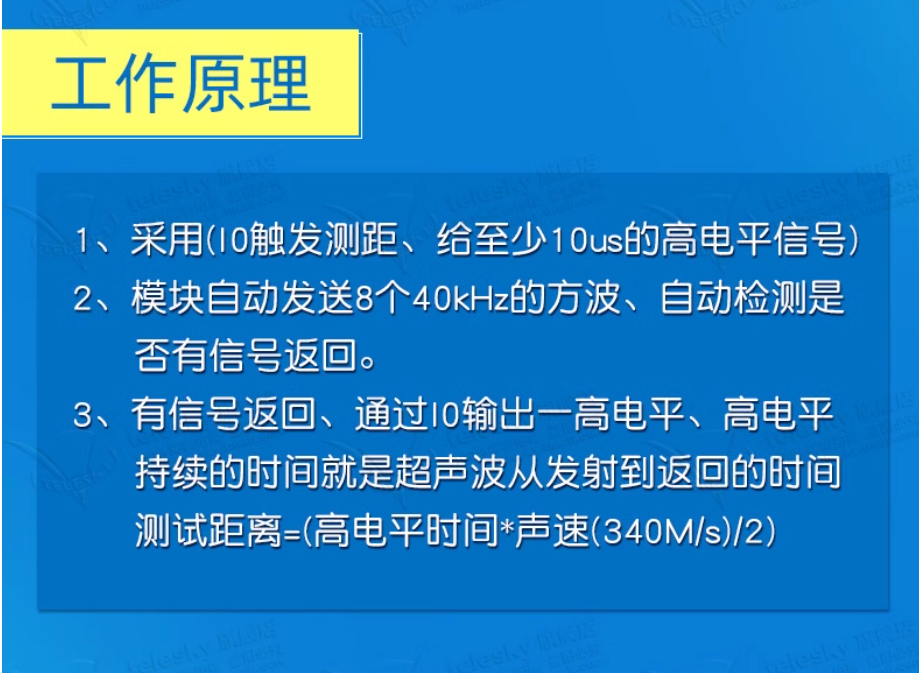 工作原理
1、采用(IO触发测距、给至少10us的高电平信号)
2、模块自动发送8个40kHz的方波、自动检测是
否有信号返回。
3、有信号返回、通过IO输出一高电平、高电平
持续的时间就是超声波从发射到返回的时间
测试距离=(高电平时间*声速(340M/s)/2)